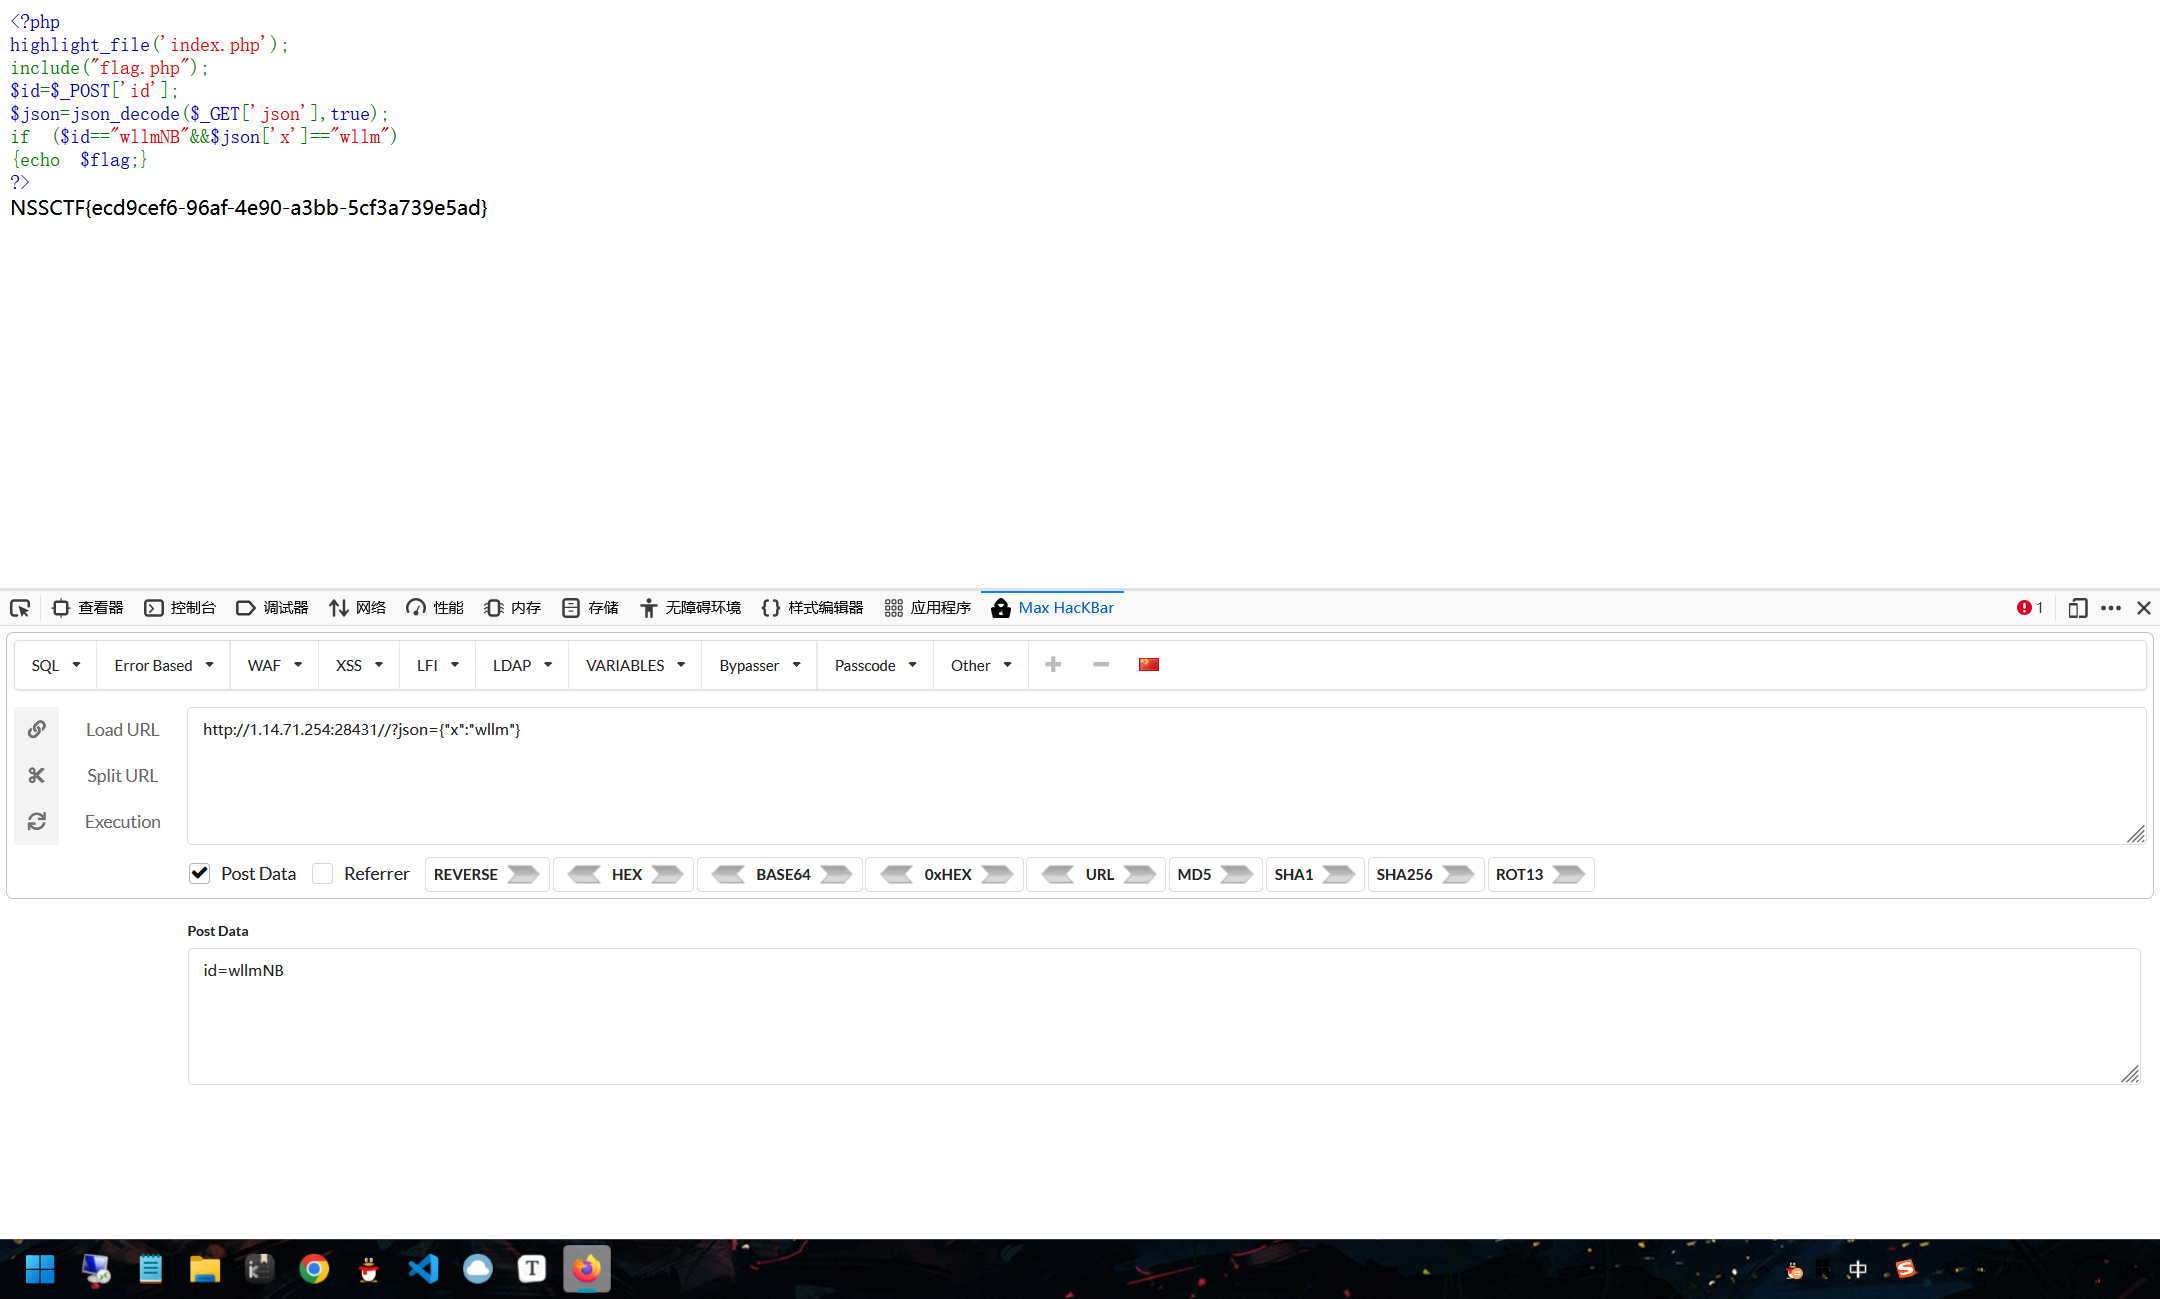 <?php
highlight_file('index.php');
include("flag.php");
$id=$_POST['id'];
$json=json_decode($_GET['json'],true);
if  ($id=="wllmNB"&&$json['x']=="wllm")
{echo  $flag;}
?>
NSSCTF{ecd9cef6-96af-4e90-a3bb-5cf3a739e5ad}
查看器 控制台 调试器 网络 性能 内存 存储 无障碍环境 样式编辑器 应用程序 Max HacKBar 1
SQL Error Based WAF XSS LFI LDAP VARIABLES Bypasser Passcode Other
Load URL http://1.14.71.254:28431//?json={"x":"wllm"}
Split URL
Execution
Post Data Referrer REVERSE HEX BASE64 0xHEX URL MD5 SHA1 SHA256 ROT13
Post Data
id=wllmNB
T 中